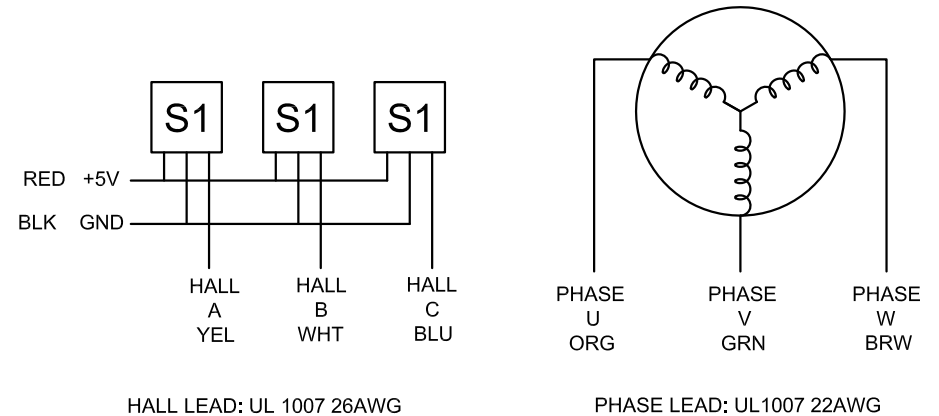 S1 S1 S1
RED +5V
BLK GND
HALL A YEL
HALL B WHT
HALL C BLU
HALL LEAD: UL 1007 26AWG
PHASE U ORG
PHASE V GRN
PHASE W BRW
PHASE LEAD: UL1007 22AWG